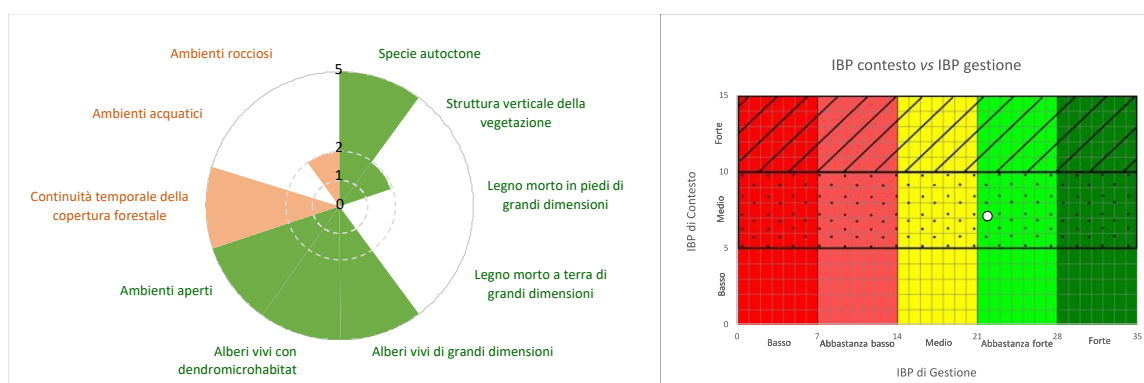 Ambienti rocciosi
Specie autoctone
5
Struttura verticale della
vegetazione
Ambienti acquatici
2
1
Continuità temporale della
copertura forestale
Legno morto in piedi di
grandi dimensioni
0
Legno morto a terra di
grandi dimensioni
Ambienti aperti
Alberi vivi con
dendromicrohabitat
Alberi vivi di grandi dimensioni
IBP contesto vs IBP gestione
15
Forte
10
Medio
IBP di Contesto
5
Basso
0
0 7 14 21 28 35
Basso Abbastanza basso Medio Abbastanza forte Forte
IBP di Gestione